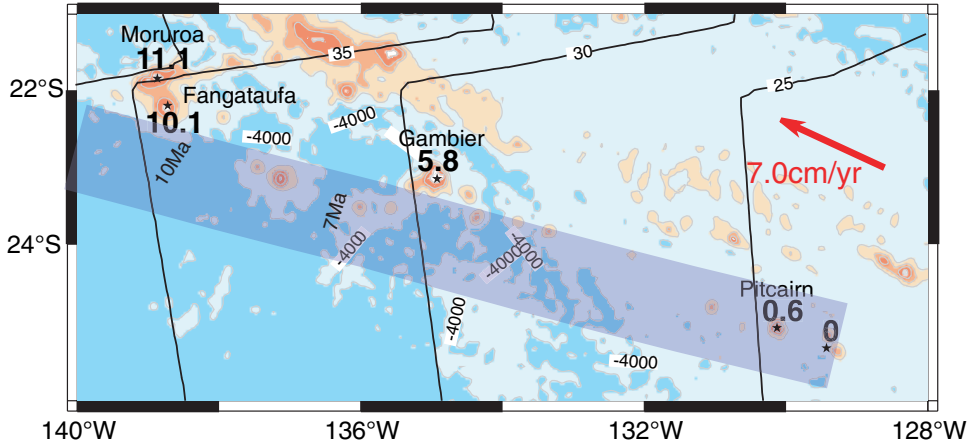 Moruroa
11.1
35
30
25
22°S
Fangataufa
10.1
-4000
-4000
Gambier
5.8
10Ma
7.0cm/yr
7Ma
24°S
-4000
-4000
-4000
Pitcairn
0.6
0
-4000
-4000
140°W
136°W
132°W
128°W